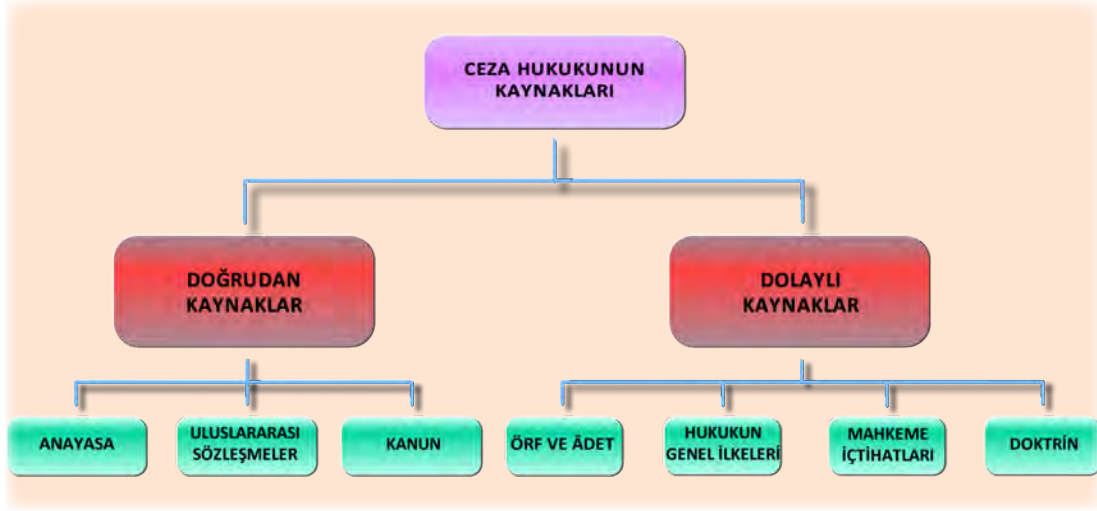 CEZA HUKUKUNUN
KAYNAKLARI
DOĞRUDAN
KAYNAKLAR
DOLAYLI
KAYNAKLAR
ANAYASA
ULUSLARARASI
SÖZLEŞMELER
KANUN
ÖRF VE ÂDET
HUKUKUN
GENEL İLKELERİ
MAHKEME
İÇTİHATLARI
DOKTRİN